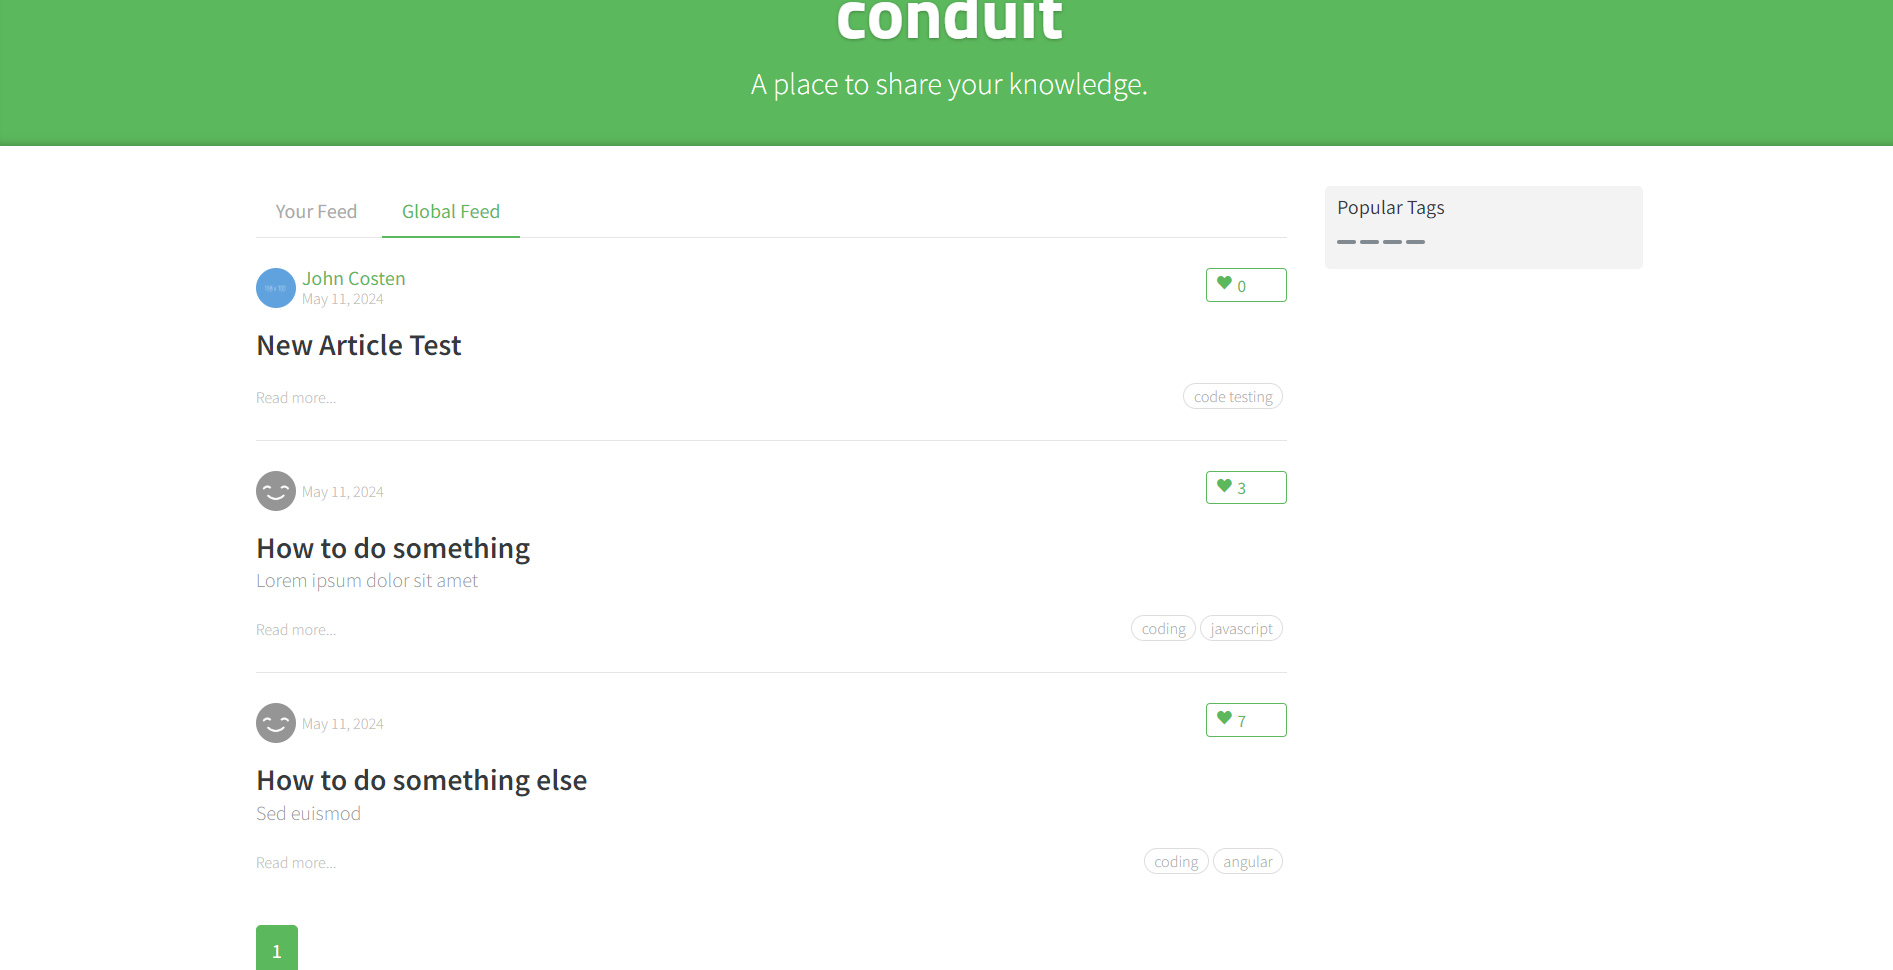 conduit
A place to share your knowledge.
Your Feed Global Feed
Popular Tags
John Costen
May 11, 2024
0
New Article Test
Read more...
code testing
May 11, 2024
3
How to do something
Lorem ipsum dolor sit amet
Read more...
coding javascript
May 11, 2024
7
How to do something else
Sed euismod
Read more...
coding angular
1